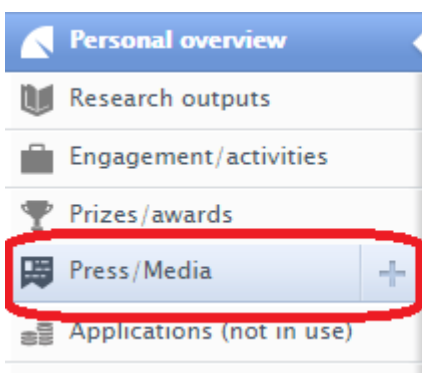 Personal overview
Research outputs
Engagement/activities
Prizes/awards
Press/Media
Applications (not in use)